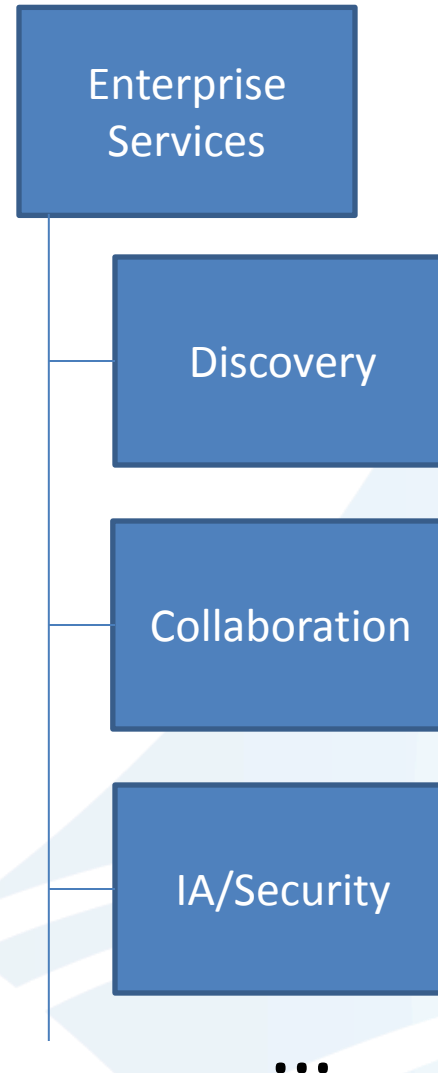 Enterprise
Services
Discovery
Collaboration
IA/Security
...